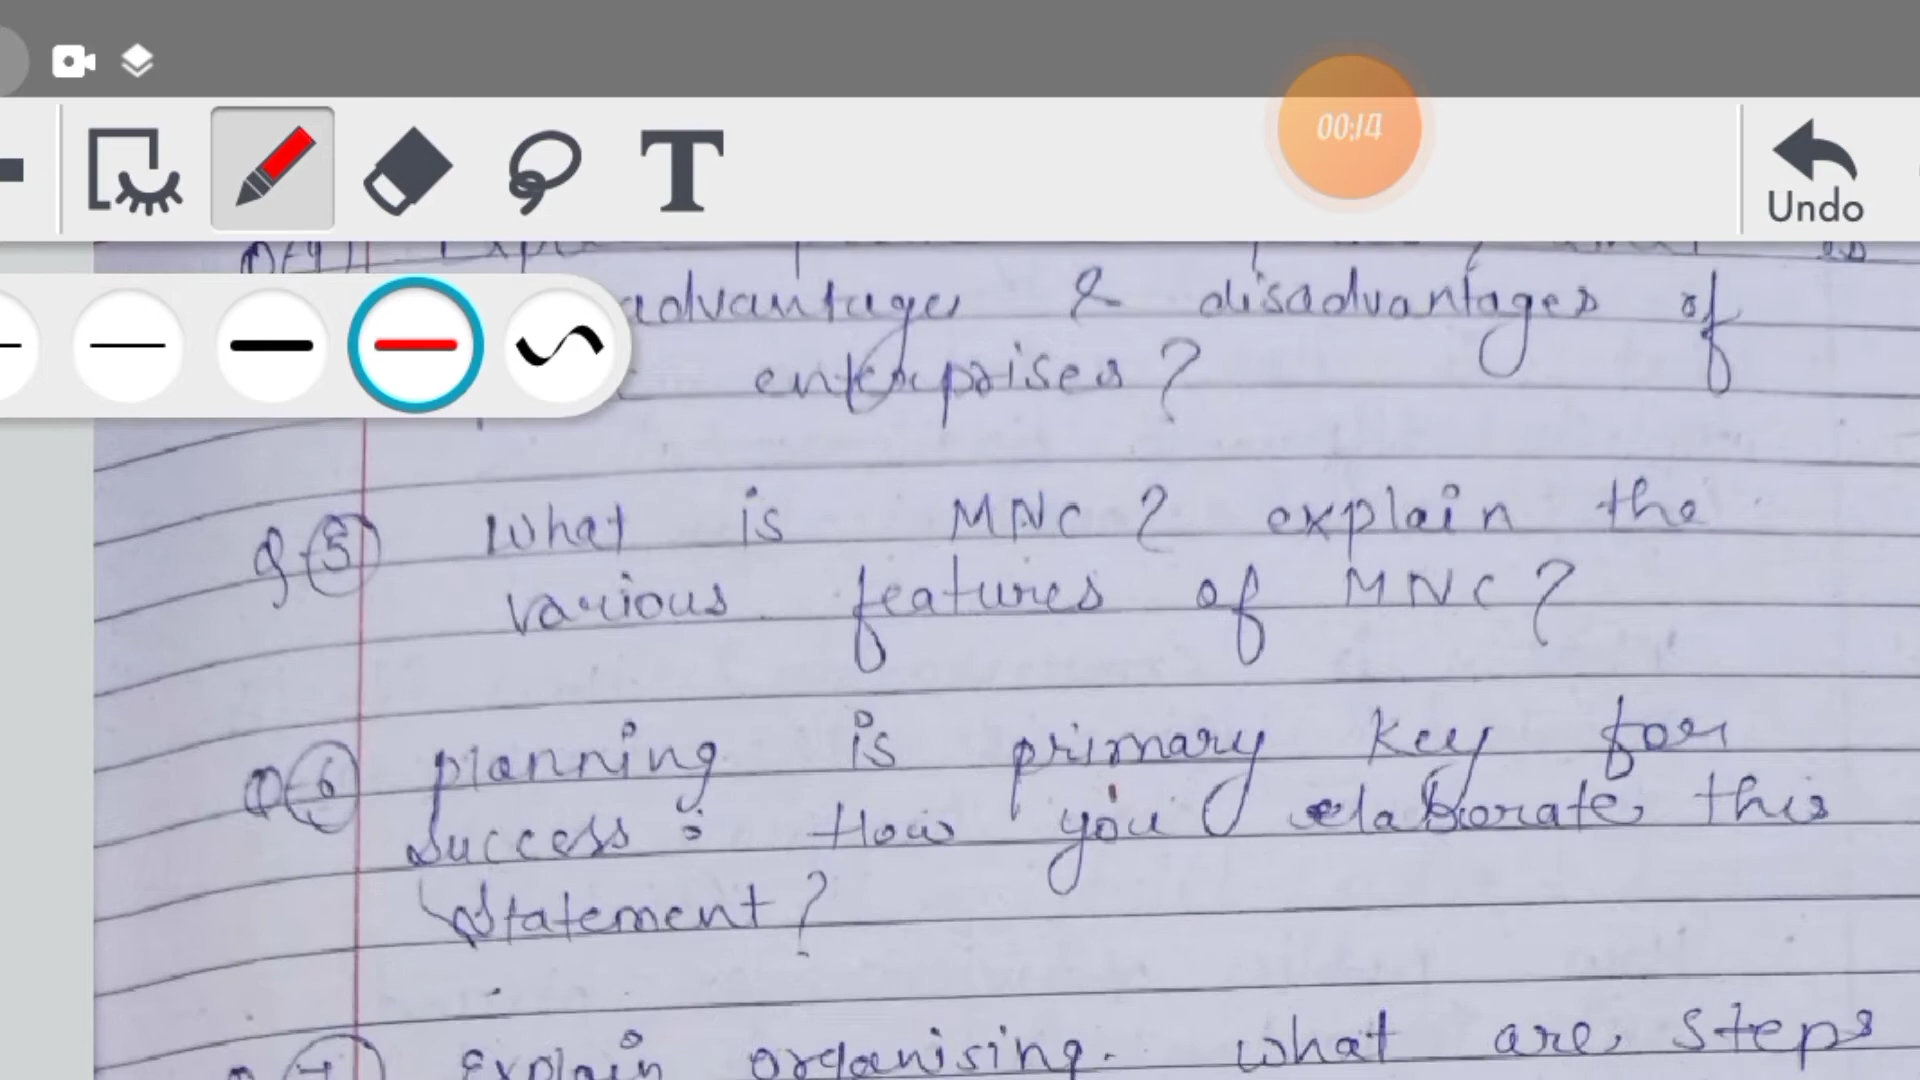 00:14
T
Undo
advantages & disadvantages of
enterprises?
Q.5 What is MNC? explain the
various features of MNC?
Q.6 planning is primary key for
success: How you elaborate this
statement?
Explain organising. what are steps